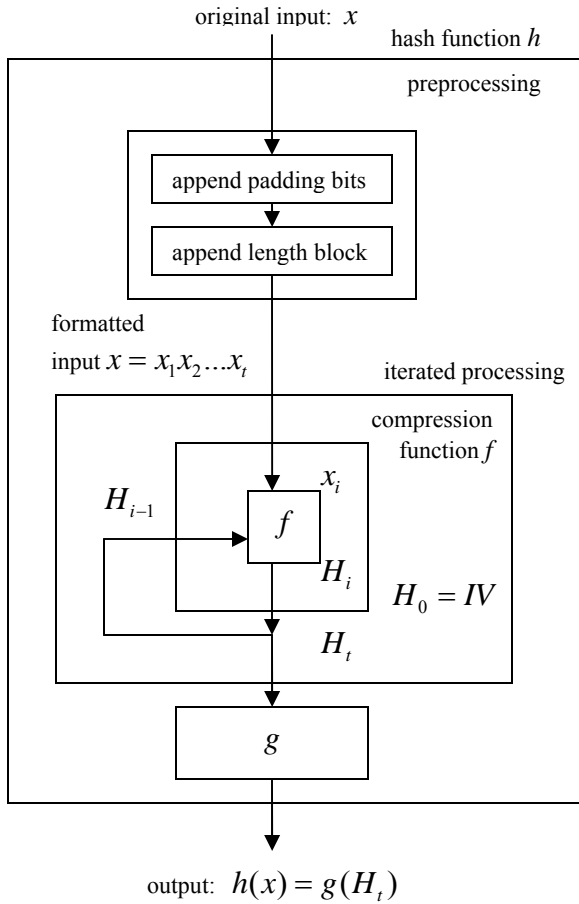 original input: x
hash function h
preprocessing
append padding bits
append length block
formatted
input x = x₁x₂...xₜ
iterated processing
compression
function f
xᵢ
Hᵢ₋₁
f
Hᵢ
H₀ = IV
Hₜ
g
output: h(x) = g(Hₜ)